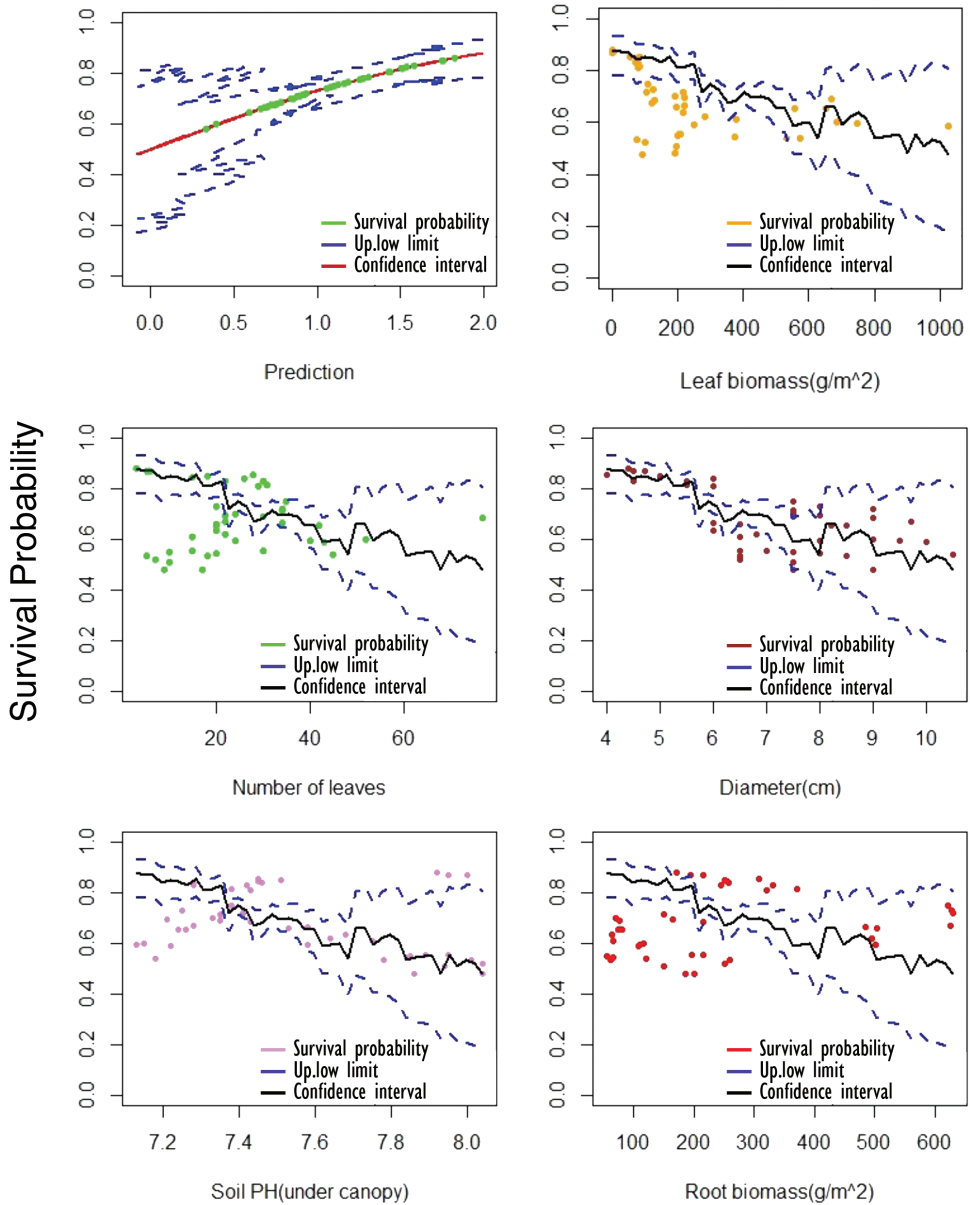 Survival Probability
0.0 0.2 0.4 0.6 0.8 1.0
Survival probability
Up.low limit
Confidence interval
0.0 0.5 1.0 1.5 2.0
Prediction
0.0 0.2 0.4 0.6 0.8 1.0
Survival probability
Up.low limit
Confidence interval
0 200 400 600 800 1000
Leaf biomass(g/m^2)
0.0 0.2 0.4 0.6 0.8 1.0
Survival probability
Up.low limit
Confidence interval
20 40 60
Number of leaves
0.0 0.2 0.4 0.6 0.8 1.0
Survival probability
Up.low limit
Confidence interval
4 5 6 7 8 9 10
Diameter(cm)
0.0 0.2 0.4 0.6 0.8 1.0
Survival probability
Up.low limit
Confidence interval
7.2 7.4 7.6 7.8 8.0
Soil PH(under canopy)
0.0 0.2 0.4 0.6 0.8 1.0
Survival probability
Up.low limit
Confidence interval
100 200 300 400 500 600
Root biomass(g/m^2)